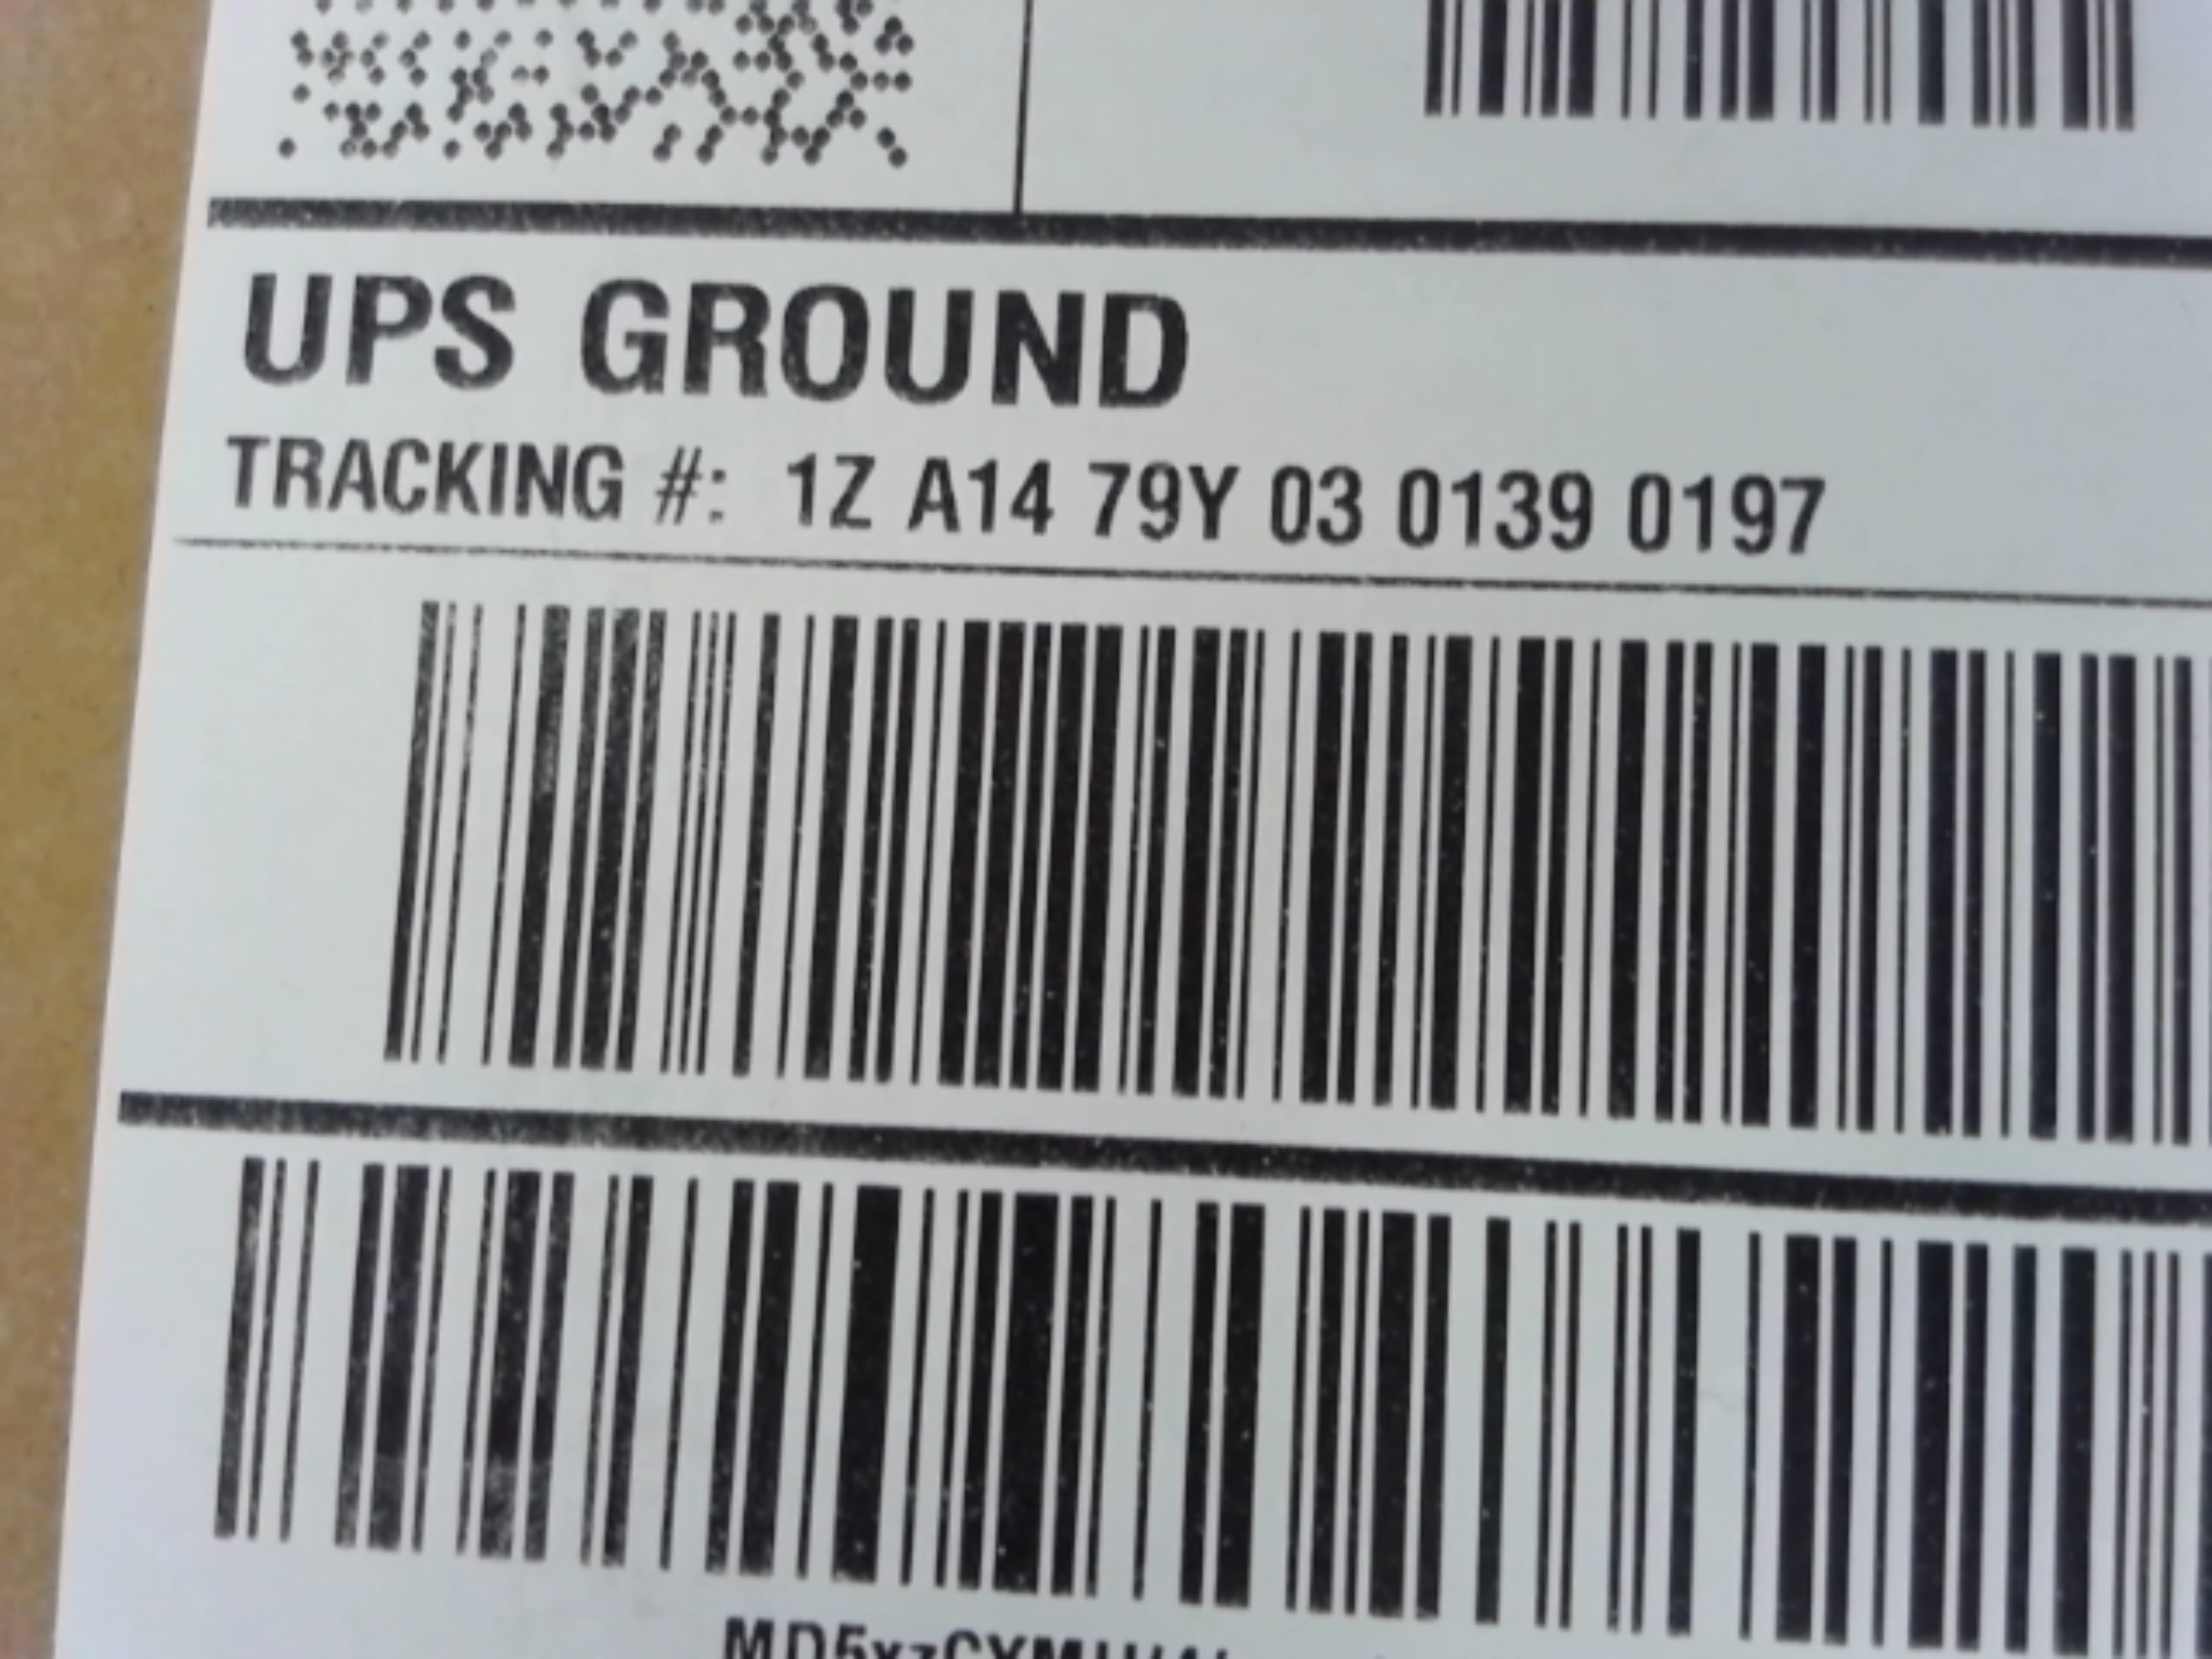 UPS GROUND
TRACKING #: 1Z A14 79Y 03 0139 0197